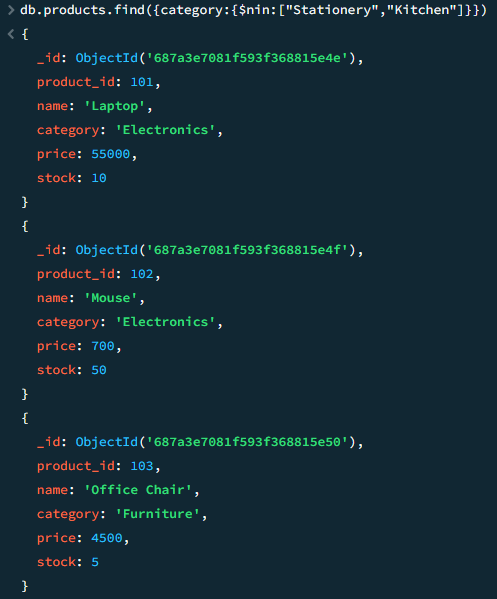 db.products.find({category:{$nin:["Stationery","Kitchen"]}})
{
_id: ObjectId('687a3e7081f593f368815e4e'),
product_id: 101,
name: 'Laptop',
category: 'Electronics',
price: 55000,
stock: 10
}
{
_id: ObjectId('687a3e7081f593f368815e4f'),
product_id: 102,
name: 'Mouse',
category: 'Electronics',
price: 700,
stock: 50
}
{
_id: ObjectId('687a3e7081f593f368815e50'),
product_id: 103,
name: 'Office Chair',
category: 'Furniture',
price: 4500,
stock: 5
}